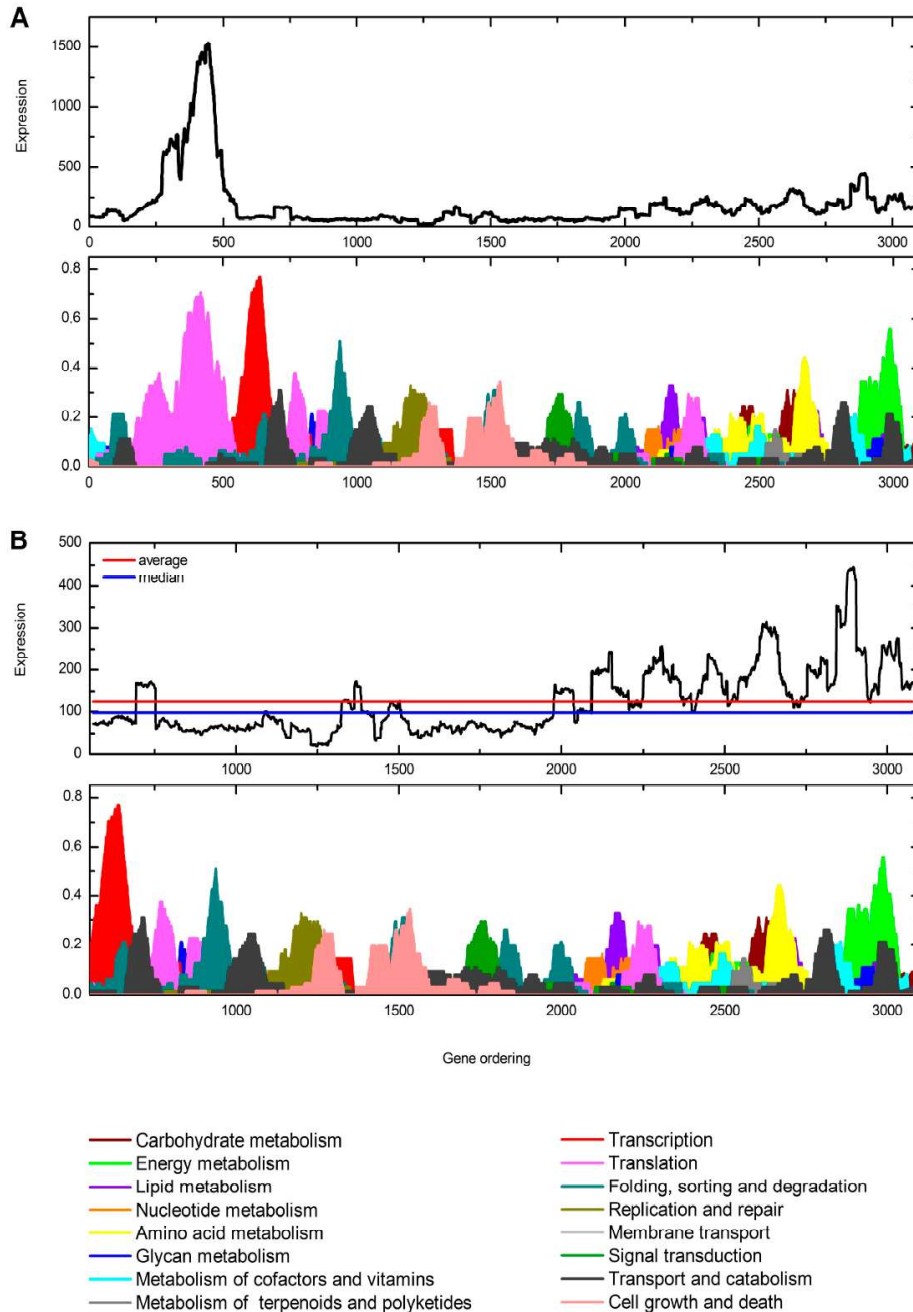 A
Expression
1500
1000
500
0
0 500 1000 1500 2000 2500 3000
0.8
0.6
0.4
0.2
0.0
0 500 1000 1500 2000 2500 3000
B
Expression
500
400
300
200
100
0
average
median
1000 1500 2000 2500 3000
0.8
0.6
0.4
0.2
0.0
1000 1500 2000 2500 3000
Gene ordering
Carbohydrate metabolism
Energy metabolism
Lipid metabolism
Nucleotide metabolism
Amino acid metabolism
Glycan metabolism
Metabolism of cofactors and vitamins
Metabolism of terpenoids and polyketides
Transcription
Translation
Folding, sorting and degradation
Replication and repair
Membrane transport
Signal transduction
Transport and catabolism
Cell growth and death